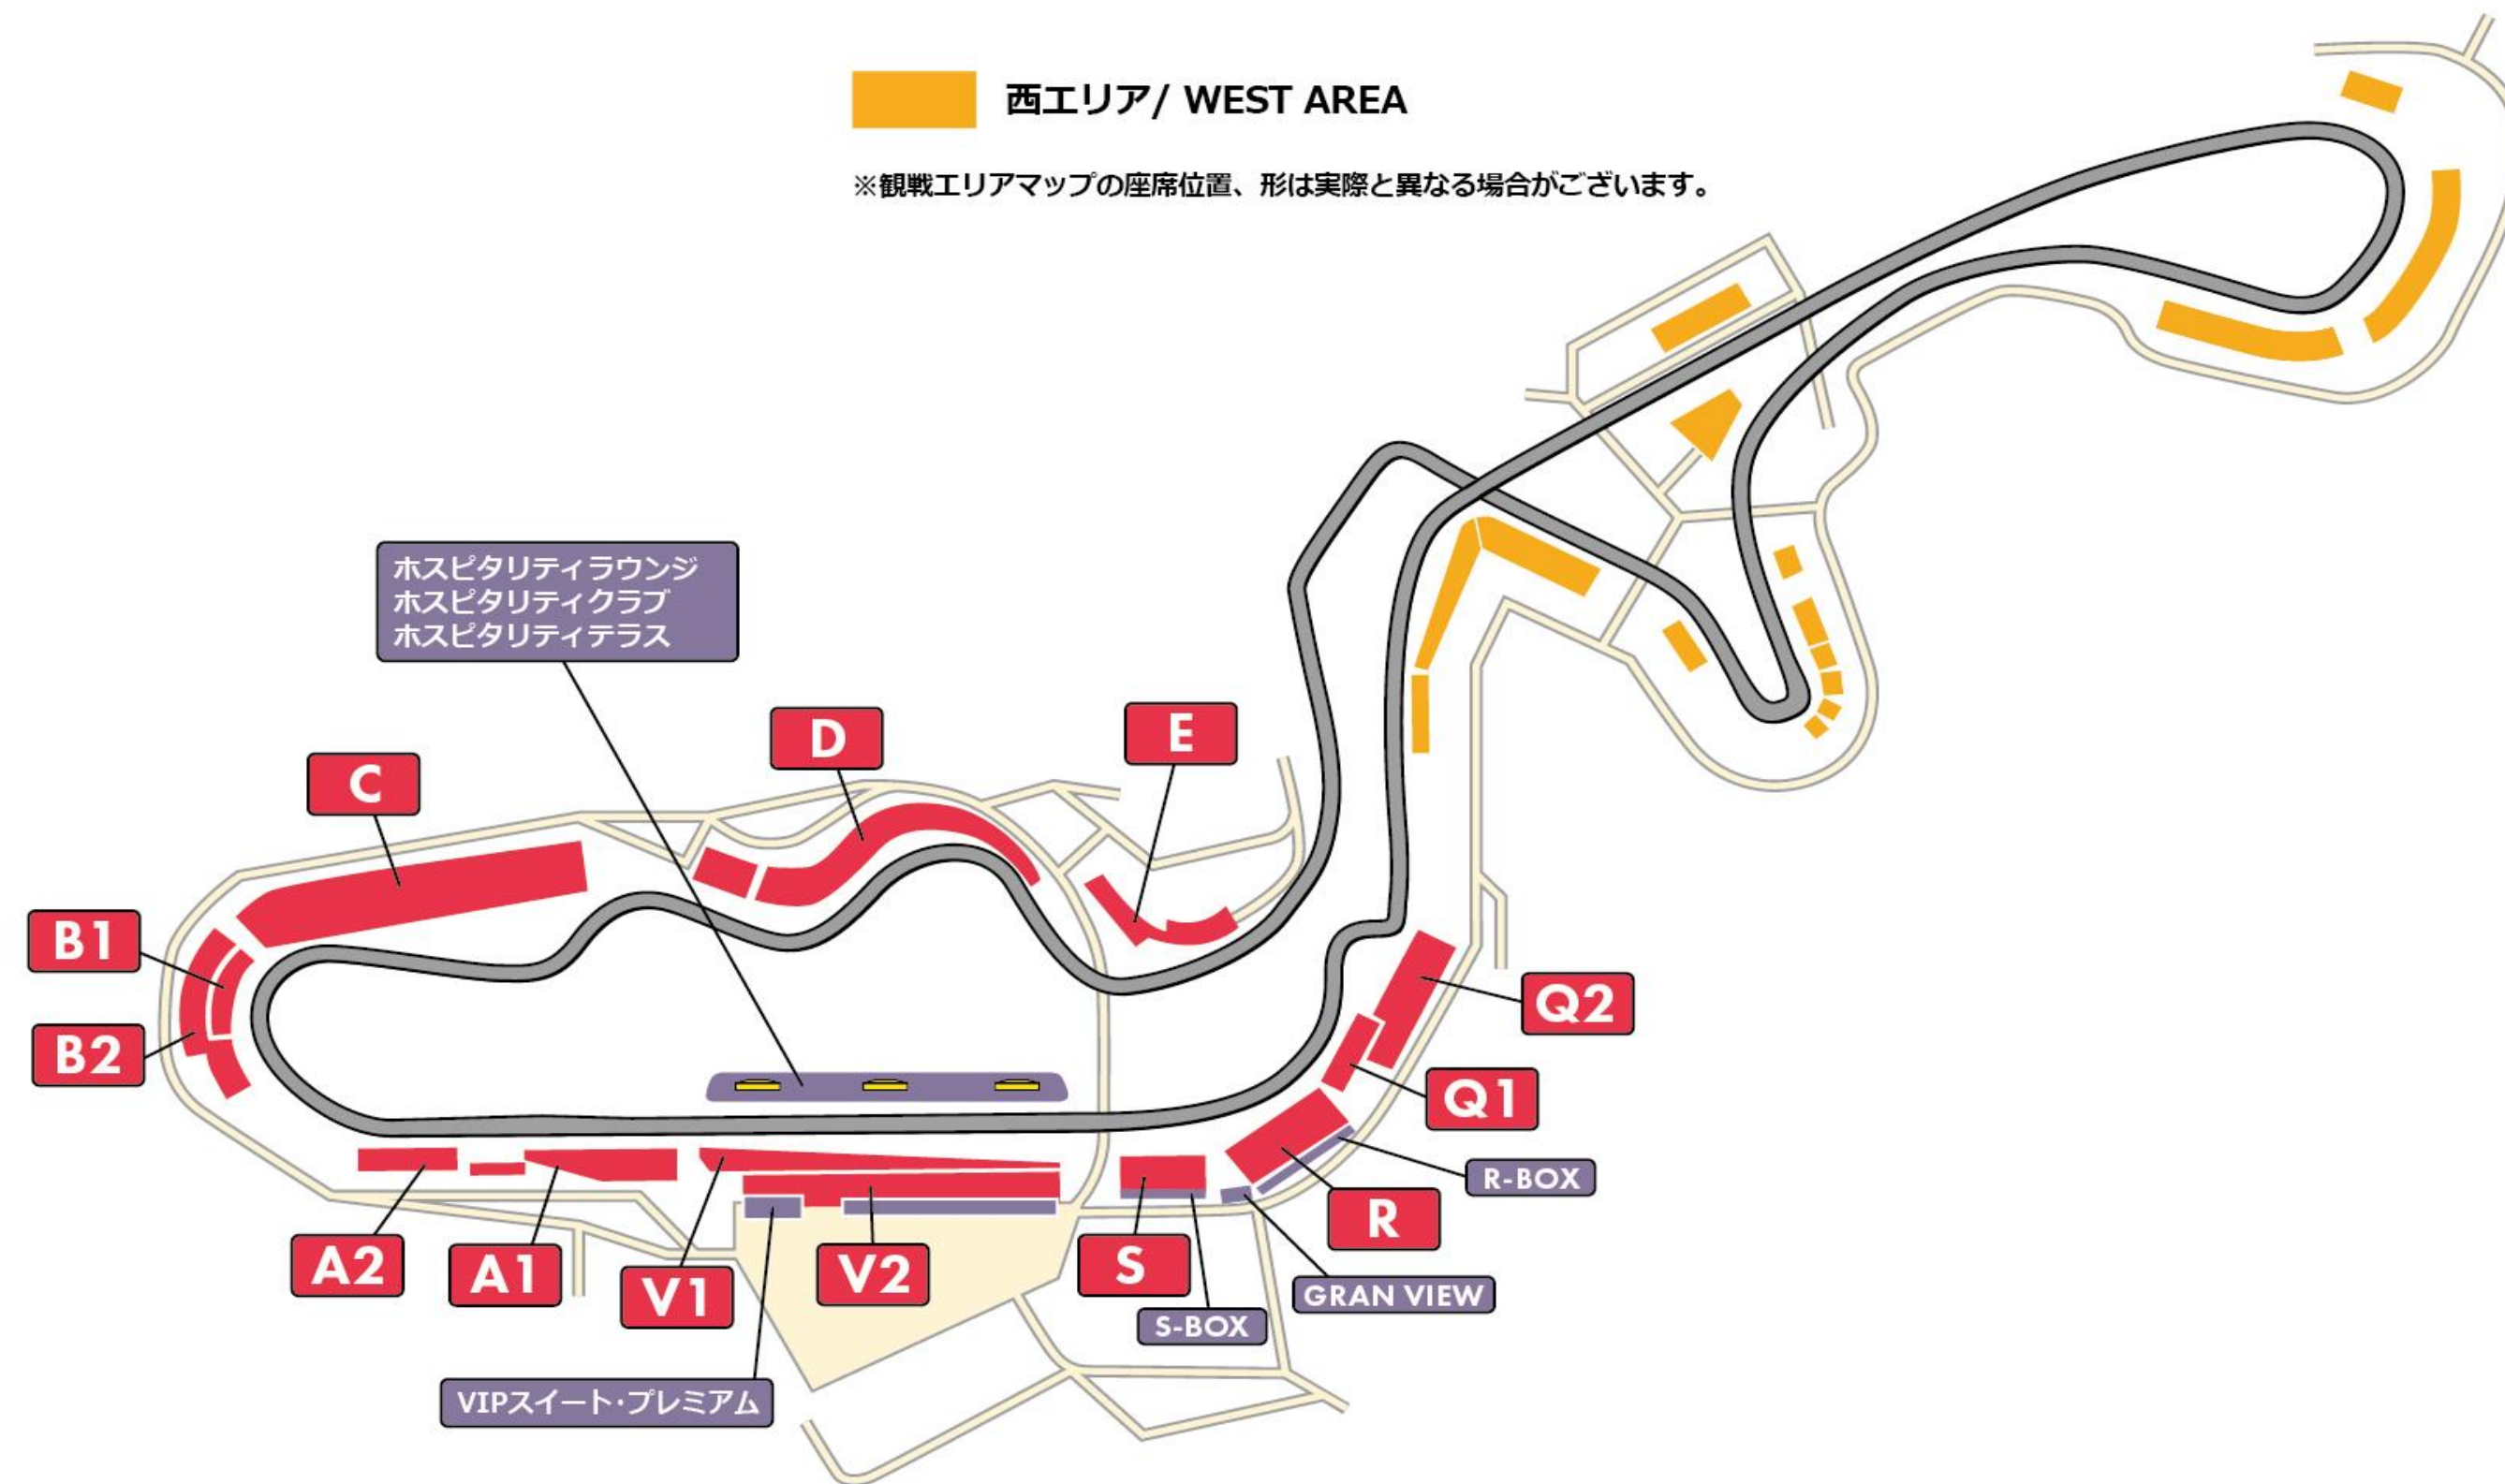 西エリア/ WEST AREA
※観戦エリアマップの座席位置、形は実際と異なる場合がございます。
ホスピタリティラウンジ
ホスピタリティクラブ
ホスピタリティテラス
E
D
C
B1
Q2
B2
Q1
R-BOX
R
A2
A1
V1
V2
S
GRAN VIEW
S-BOX
VIPスイート・プレミアム